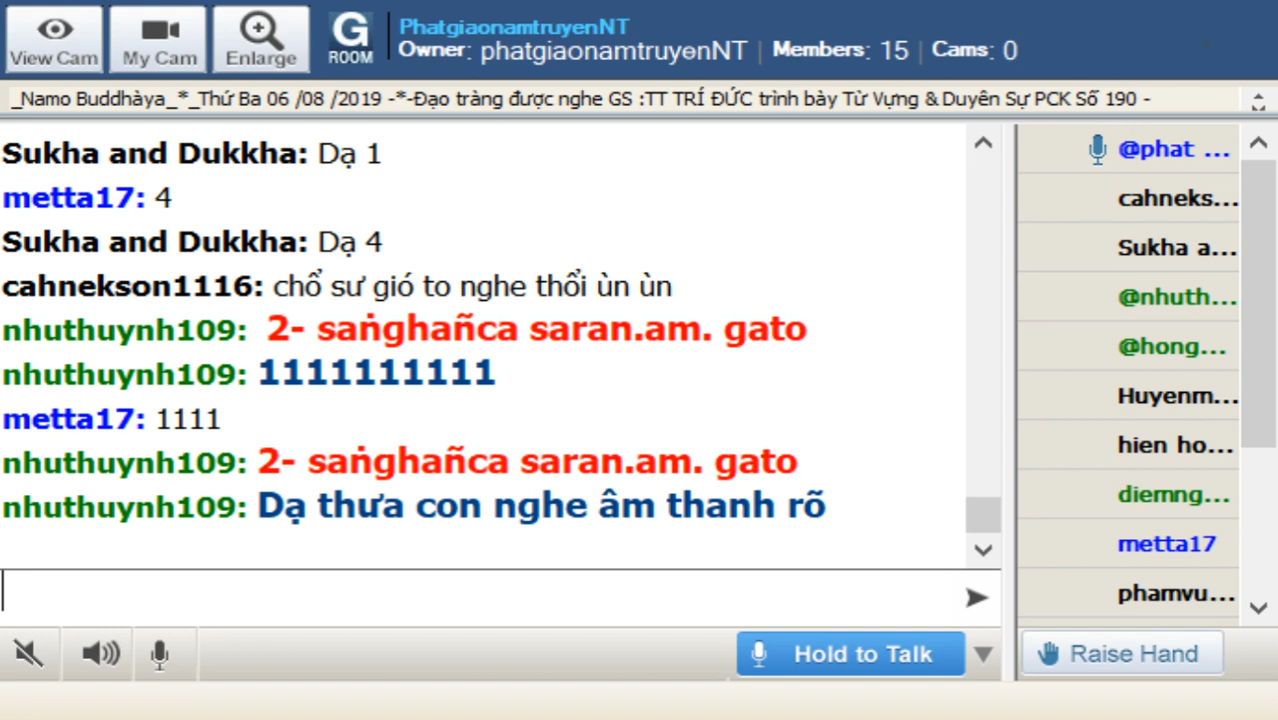 View Cam
My Cam
Enlarge
G
ROOM
PhatgiaonamtruyenNT
Owner: phatgiaonamtruyenNT | Members: 15 | Cams: 0
_Namo Buddhàya_*_Thứ Ba 06 /08 /2019 -*-Đạo tràng được nghe GS :TT TRÍ ĐỨC trình bày Từ Vựng & Duyên Sự PCK Số 190 -
Sukha and Dukkha: Dạ 1
metta17: 4
Sukha and Dukkha: Dạ 4
cahnekson1116: chổ sư gió to nghe thổi ùn ùn
nhuthuynh109: 2- saṅghañca saran.am. gato
nhuthuynh109: 1111111111
metta17: 1111
nhuthuynh109: 2- saṅghañca saran.am. gato
nhuthuynh109: Dạ thưa con nghe âm thanh rõ
@phat ...
cahneks...
Sukha a...
@nhuth...
@hong...
Huyenm...
hien ho...
diemng...
metta17
phamvu...
Hold to Talk
Raise Hand